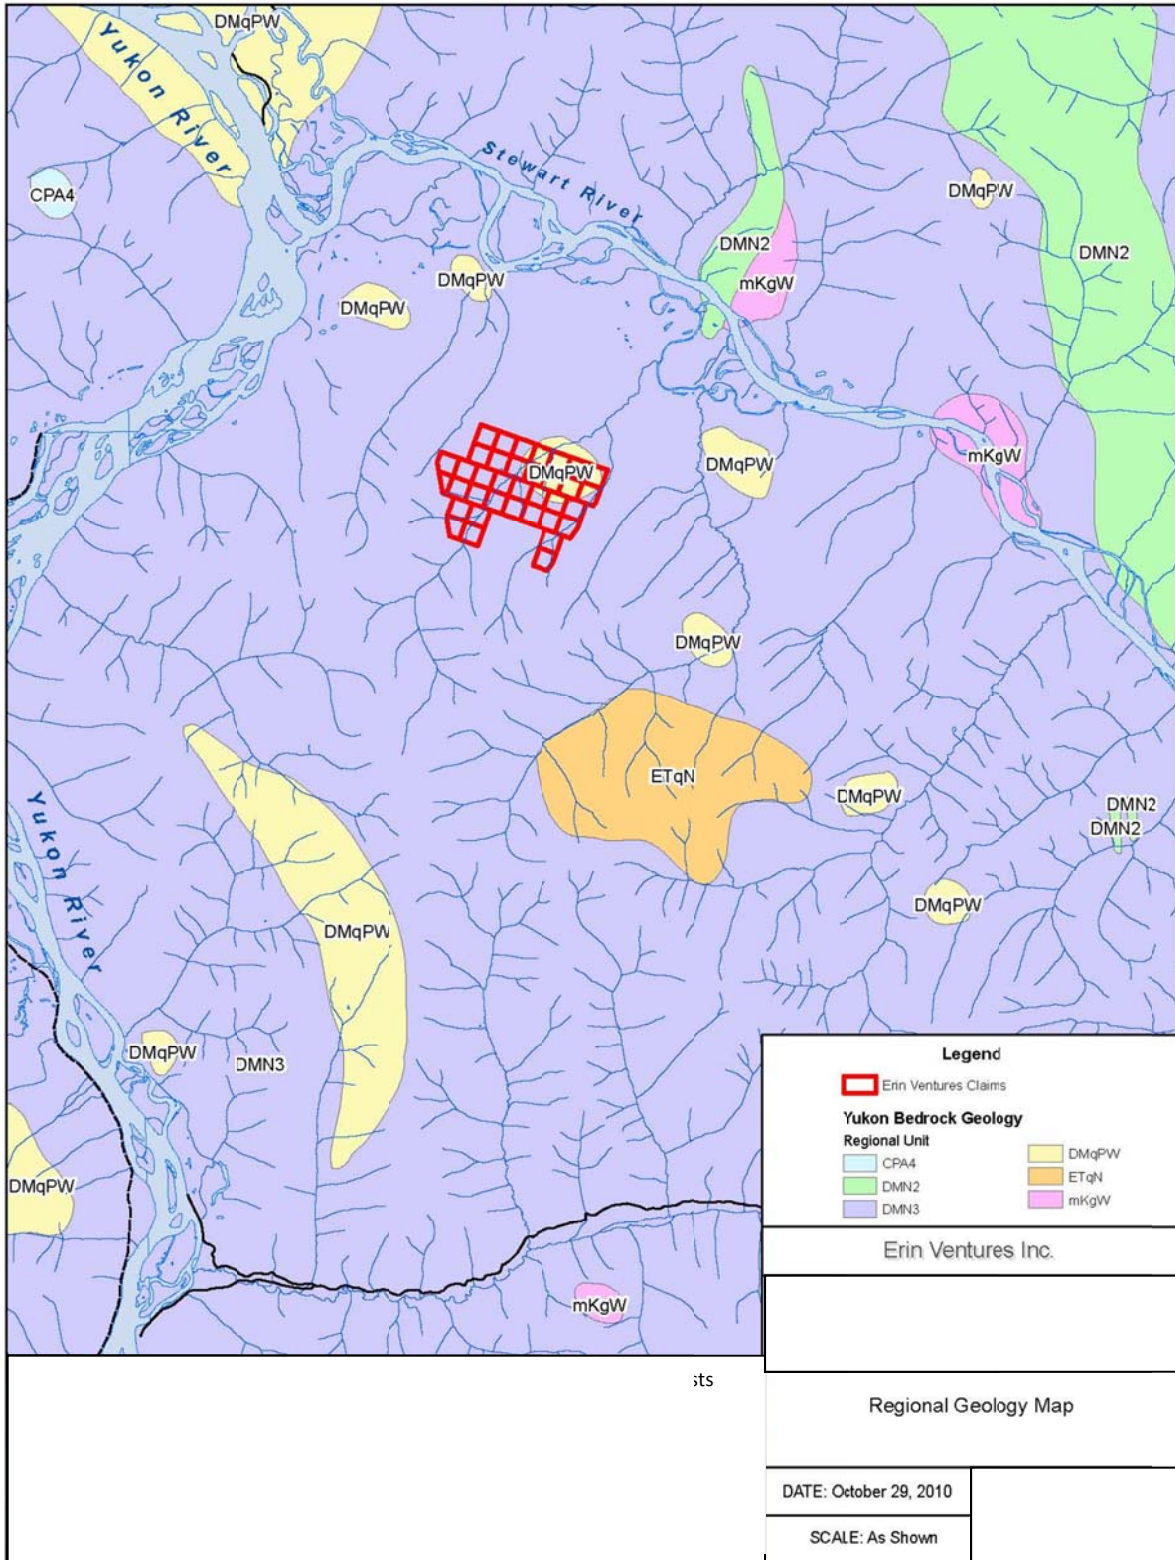 DMqPW
Yukon River
Stewart River
CPA4
DMqPW
DMN2
DMN2
DMqPW
mKgW
DMqPW
DMqPW
DMqPW
mKgW
DMqPW
ETqN
DMqPW
DMN2
DMN2
Yukon River
DMqPW
DMqPW
DMqPW
DMN3
DMqPW
mKgW
Legend
Erin Ventures Claims
Yukon Bedrock Geology
Regional Unit
CPA4
DMN2
DMN3
DMqPW
ETqN
mKgW
Erin Ventures Inc.
sts
Regional Geology Map
DATE: October 29, 2010
SCALE: As Shown